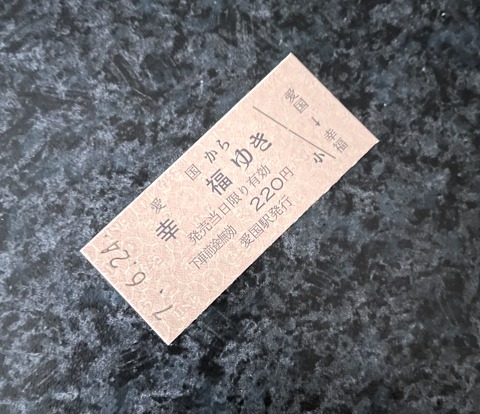 7. 6. 24
愛国から
幸福ゆき
発売当日限り有効
下車前途無効 220円
愛国駅発行
愛国
→
幸福
小